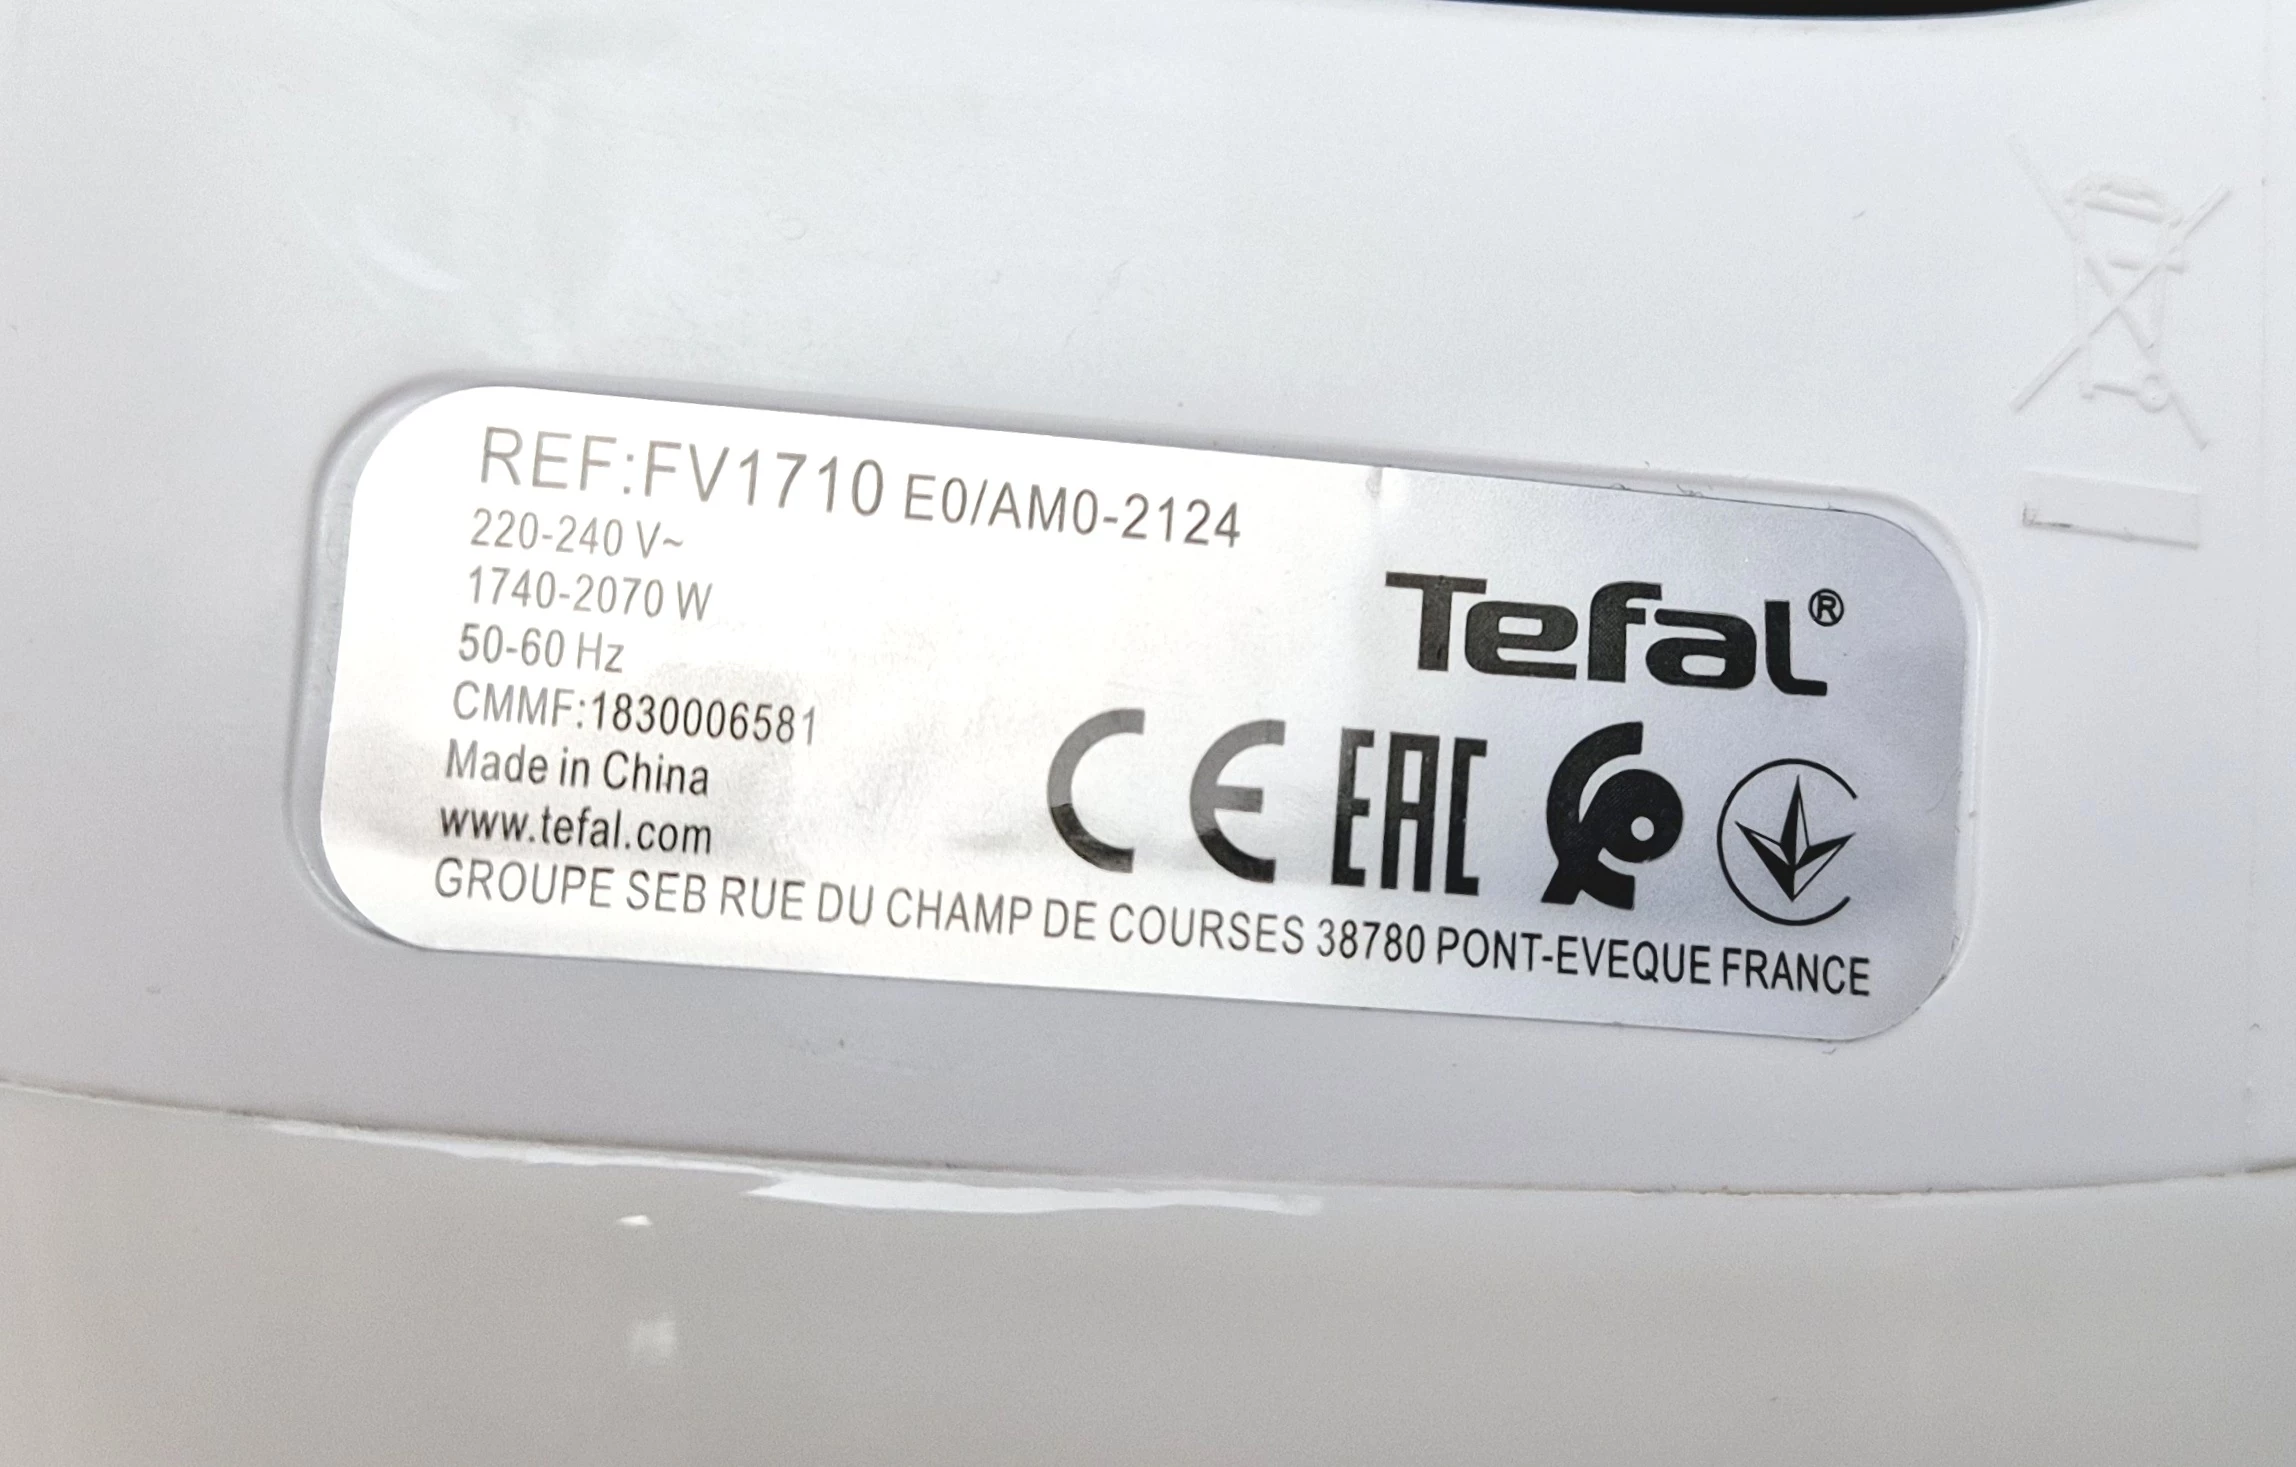 REF:FV1710 E0/AM0-2124
220-240 V~
1740-2070 W
50-60 Hz
CMMF:1830006581
Made in China
www.tefal.com
Tefal®
CE EAC
GROUPE SEB RUE DU CHAMP DE COURSES 38780 PONT-EVEQUE FRANCE